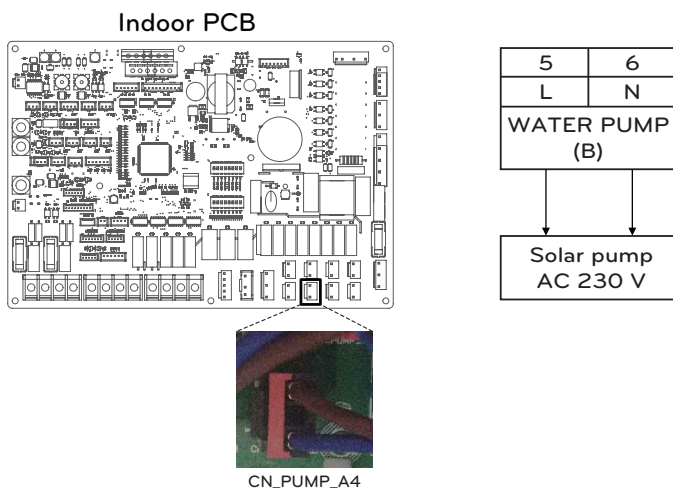 Indoor PCB
5 6
L N
WATER PUMP
(B)
Solar pump
AC 230 V
CN_PUMP_A4